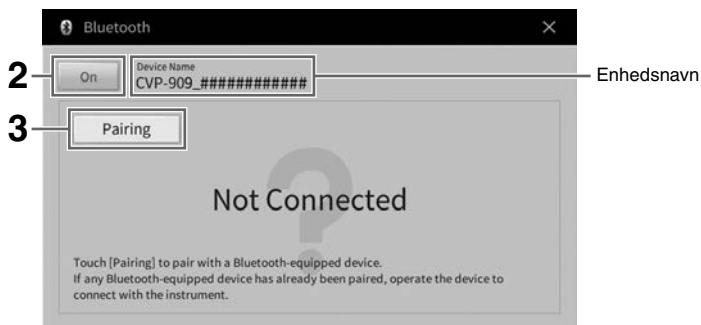 Bluetooth
2
On
Device Name
CVP-909_############
Enhedsnavn
3
Pairing
Not Connected
Touch [Pairing] to pair with a Bluetooth-equipped device.
If any Bluetooth-equipped device has already been paired, operate the device to
connect with the instrument.